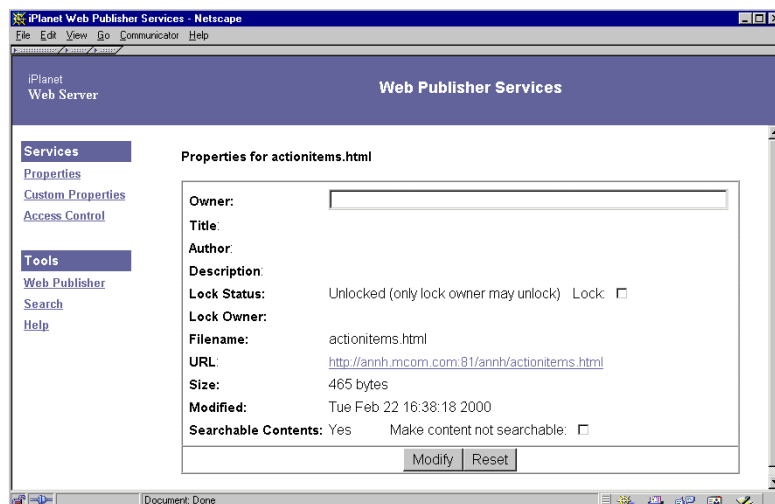 iPlanet Web Publisher Services - Netscape
File Edit View Go Communicator Help
iPlanet
Web Server
Web Publisher Services
Services
Properties
Custom Properties
Access Control
Tools
Web Publisher
Search
Help
Properties for actionitems.html
Owner:
Title:
Author:
Description:
Lock Status: Unlocked (only lock owner may unlock) Lock:
Lock Owner:
Filename: actionitems.html
URL: http://annh.mcom.com:81/annh/actionitems.html
Size: 465 bytes
Modified: Tue Feb 22 16:38:18 2000
Searchable Contents: Yes Make content not searchable:
Modify Reset
Document: Done